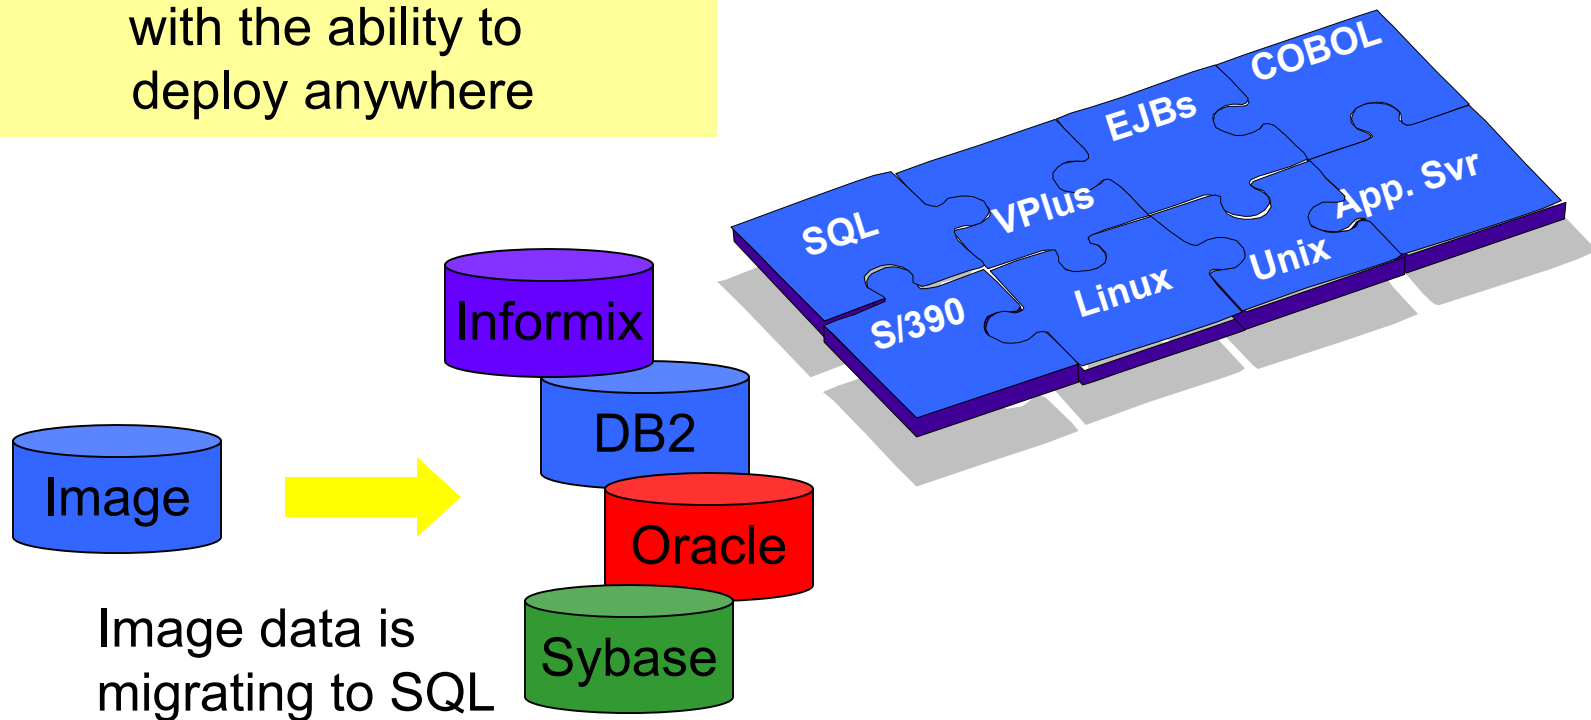 with the ability to
deploy anywhere
COBOL
EJBs
App. Svr
VPlus
SQL
Unix
Linux
S/390
Informix
DB2
Image
Oracle
Sybase
Image data is
migrating to SQL